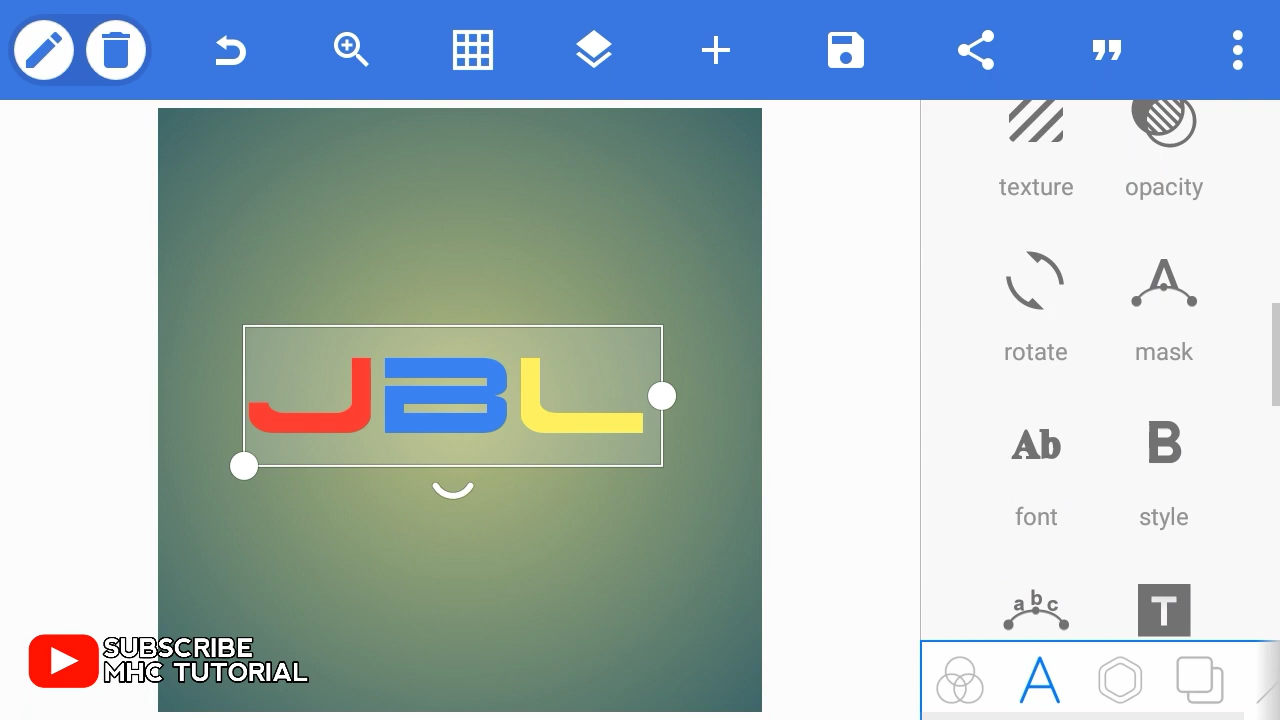 texture
opacity
JBL
rotate
mask
Ab
B
font
style
abc
T
SUBSCRIBE
MHC TUTORIAL